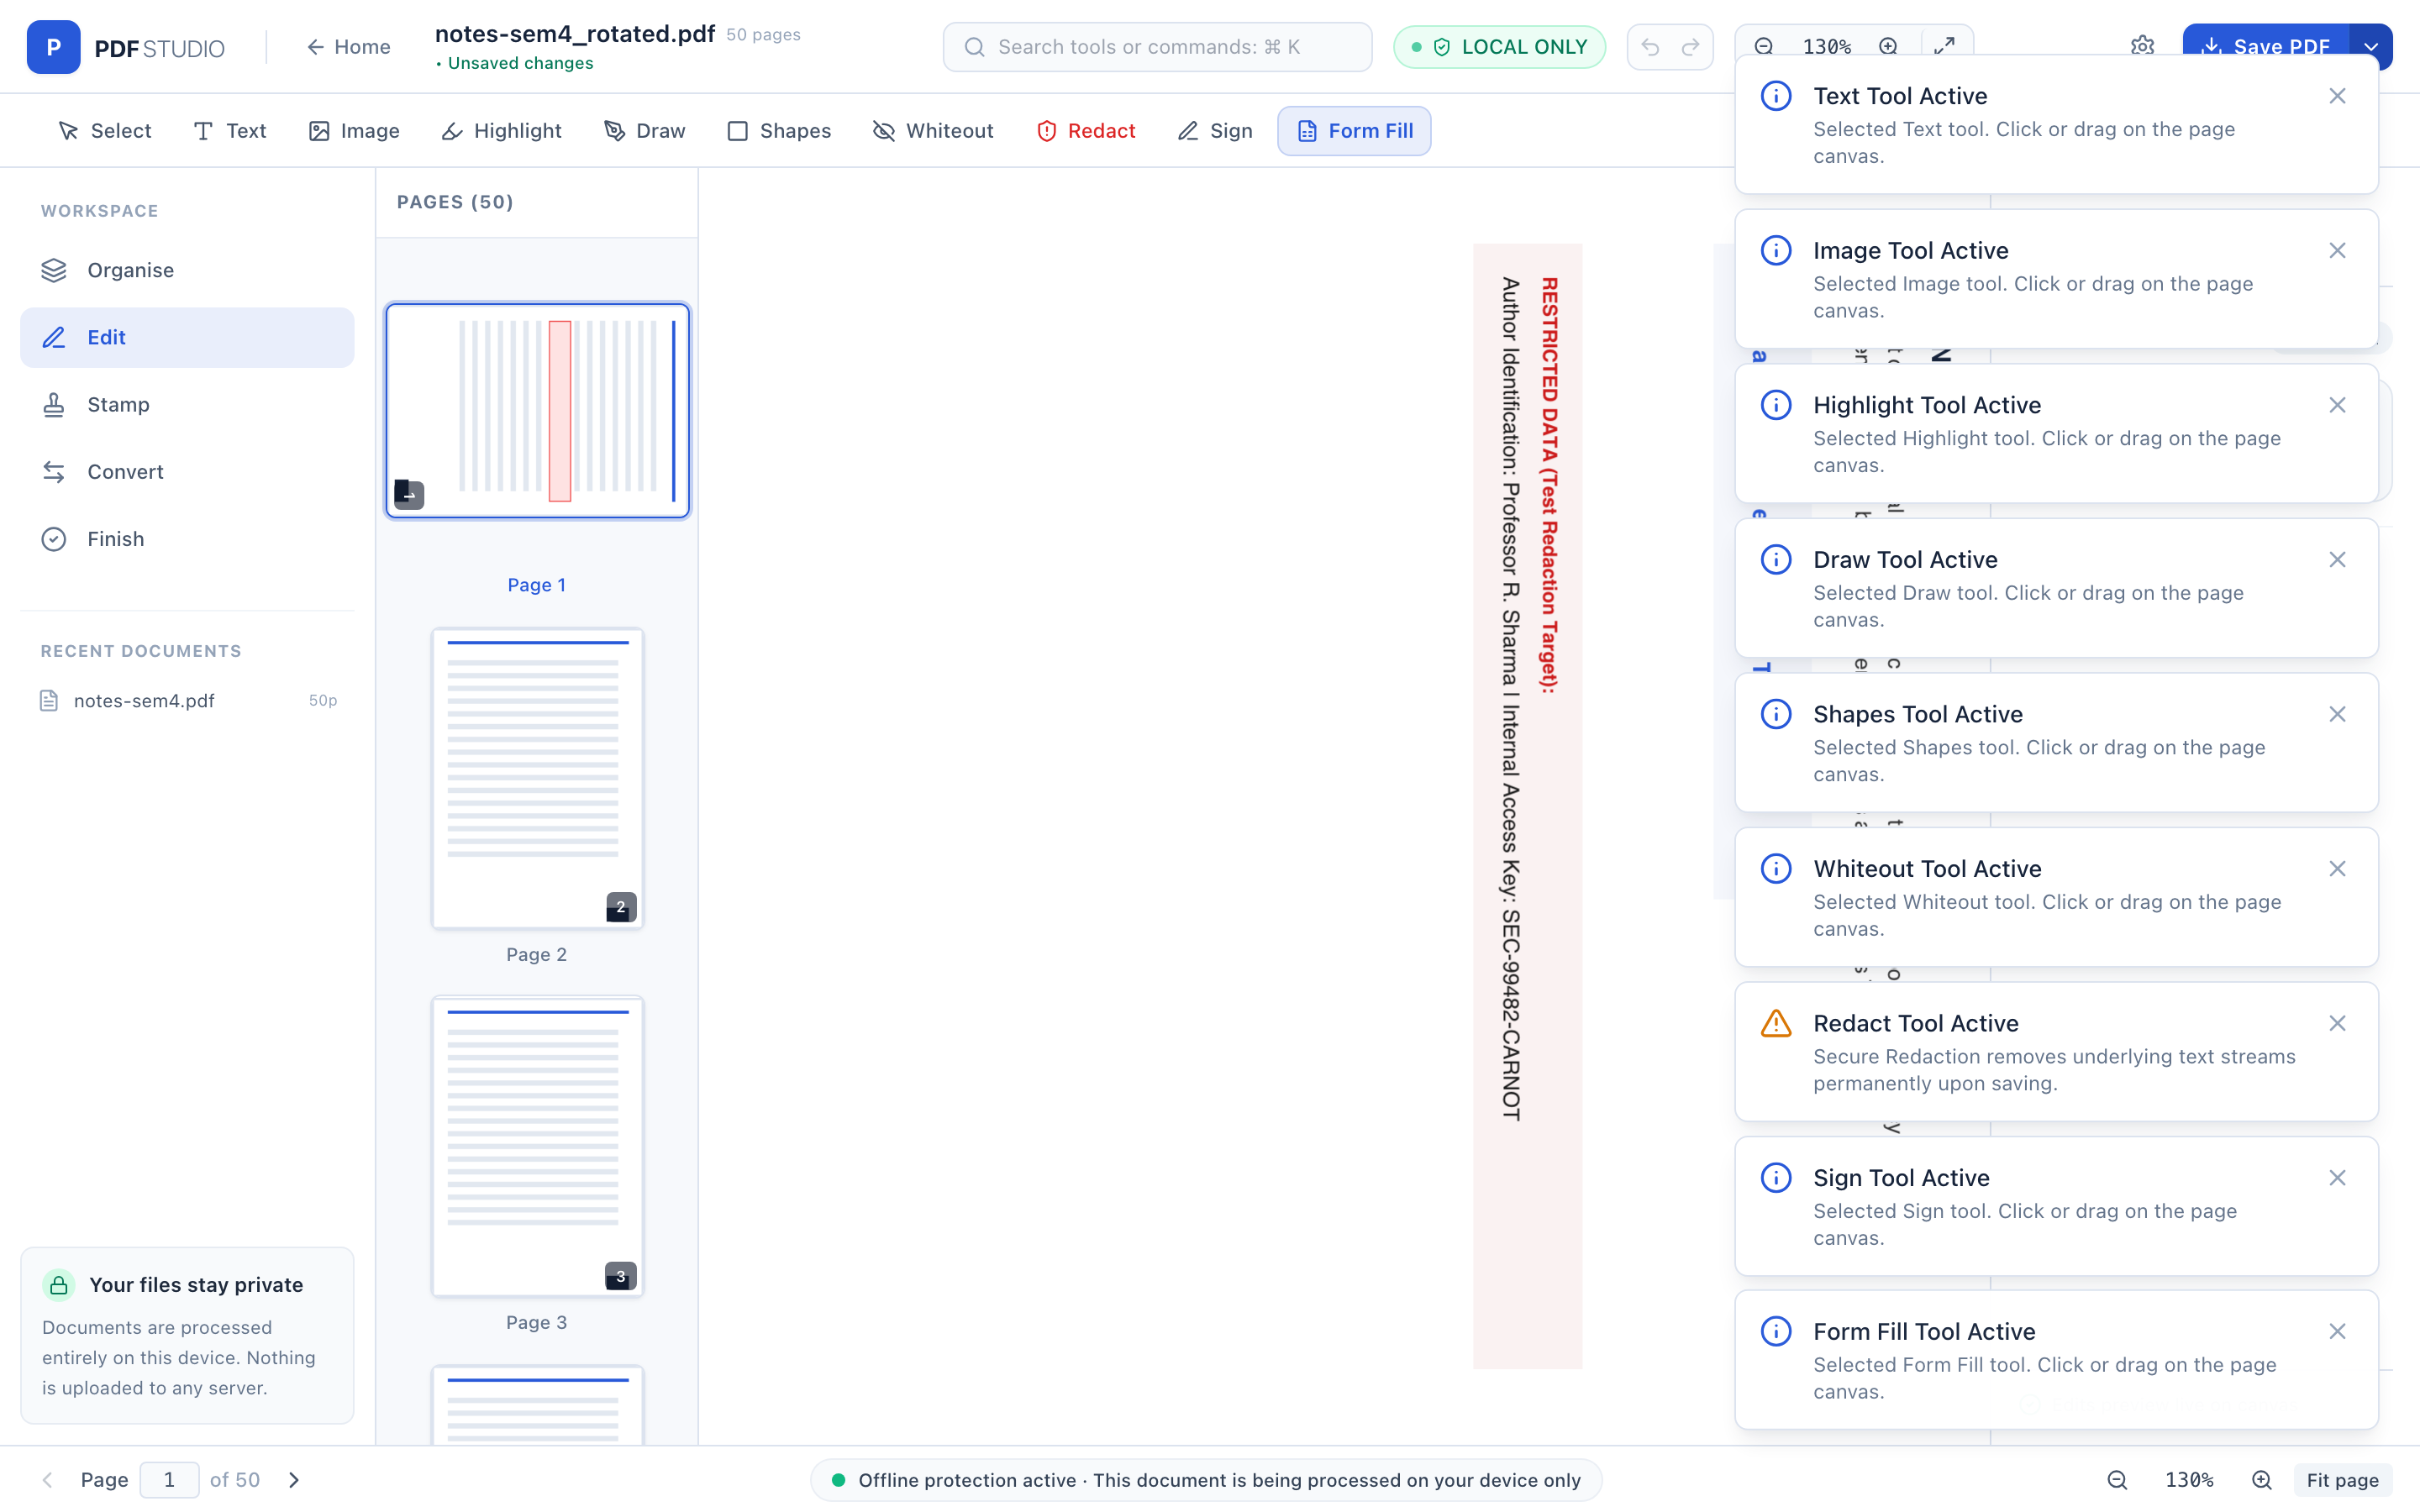 P PDF STUDIO
Home
notes-sem4_rotated.pdf 50 pages
• Unsaved changes
Search tools or commands: ⌘ K
LOCAL ONLY
130%
Save PDF
Select
Text
Image
Highlight
Draw
Shapes
Whiteout
Redact
Sign
Form Fill
WORKSPACE
Organise
Edit
Stamp
Convert
Finish
RECENT DOCUMENTS
notes-sem4.pdf 50p
Your files stay private
Documents are processed
entirely on this device. Nothing
is uploaded to any server.
PAGES (50)
1
Page 1
2
Page 2
3
Page 3
RESTRICTED DATA (Test Redaction Target):
Author Identification: Professor R. Sharma | Internal Access Key: SEC-99482-CARNOT
Text Tool Active
Selected Text tool. Click or drag on the page
canvas.
Image Tool Active
Selected Image tool. Click or drag on the page
canvas.
Highlight Tool Active
Selected Highlight tool. Click or drag on the page
canvas.
Draw Tool Active
Selected Draw tool. Click or drag on the page
canvas.
Shapes Tool Active
Selected Shapes tool. Click or drag on the page
canvas.
Whiteout Tool Active
Selected Whiteout tool. Click or drag on the page
canvas.
Redact Tool Active
Secure Redaction removes underlying text streams
permanently upon saving.
Sign Tool Active
Selected Sign tool. Click or drag on the page
canvas.
Form Fill Tool Active
Selected Form Fill tool. Click or drag on the page
canvas.
Page 1 of 50
Offline protection active · This document is being processed on your device only
130%
Fit page